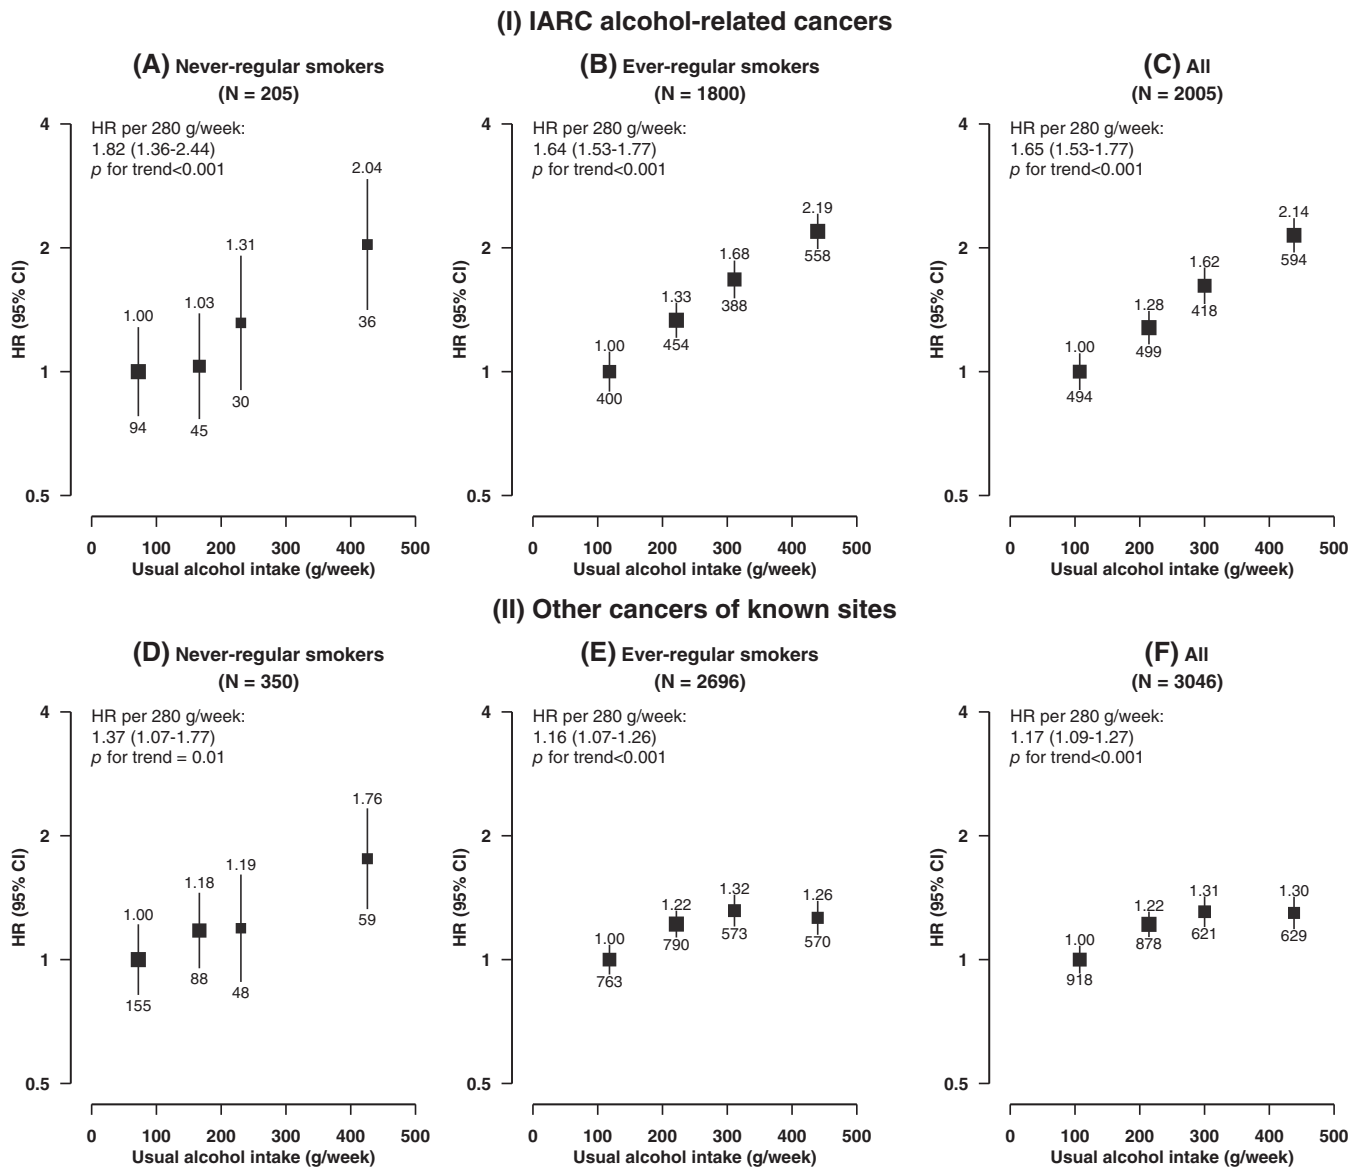 (I) IARC alcohol-related cancers
(A) Never-regular smokers
(N = 205)
HR per 280 g/week:
1.82 (1.36-2.44)
p for trend<0.001
HR (95% CI)
4
2
1
0.5
1.00
94
1.03
45
1.31
30
2.04
36
0 100 200 300 400 500
Usual alcohol intake (g/week)
(B) Ever-regular smokers
(N = 1800)
HR per 280 g/week:
1.64 (1.53-1.77)
p for trend<0.001
HR (95% CI)
4
2
1
0.5
1.00
400
1.33
454
1.68
388
2.19
558
0 100 200 300 400 500
Usual alcohol intake (g/week)
(C) All
(N = 2005)
HR per 280 g/week:
1.65 (1.53-1.77)
p for trend<0.001
HR (95% CI)
4
2
1
0.5
1.00
494
1.28
499
1.62
418
2.14
594
0 100 200 300 400 500
Usual alcohol intake (g/week)
(II) Other cancers of known sites
(D) Never-regular smokers
(N = 350)
HR per 280 g/week:
1.37 (1.07-1.77)
p for trend = 0.01
HR (95% CI)
4
2
1
0.5
1.00
155
1.18
88
1.19
48
1.76
59
0 100 200 300 400 500
Usual alcohol intake (g/week)
(E) Ever-regular smokers
(N = 2696)
HR per 280 g/week:
1.16 (1.07-1.26)
p for trend<0.001
HR (95% CI)
4
2
1
0.5
1.00
763
1.22
790
1.32
573
1.26
570
0 100 200 300 400 500
Usual alcohol intake (g/week)
(F) All
(N = 3046)
HR per 280 g/week:
1.17 (1.09-1.27)
p for trend<0.001
HR (95% CI)
4
2
1
0.5
1.00
918
1.22
878
1.31
621
1.30
629
0 100 200 300 400 500
Usual alcohol intake (g/week)